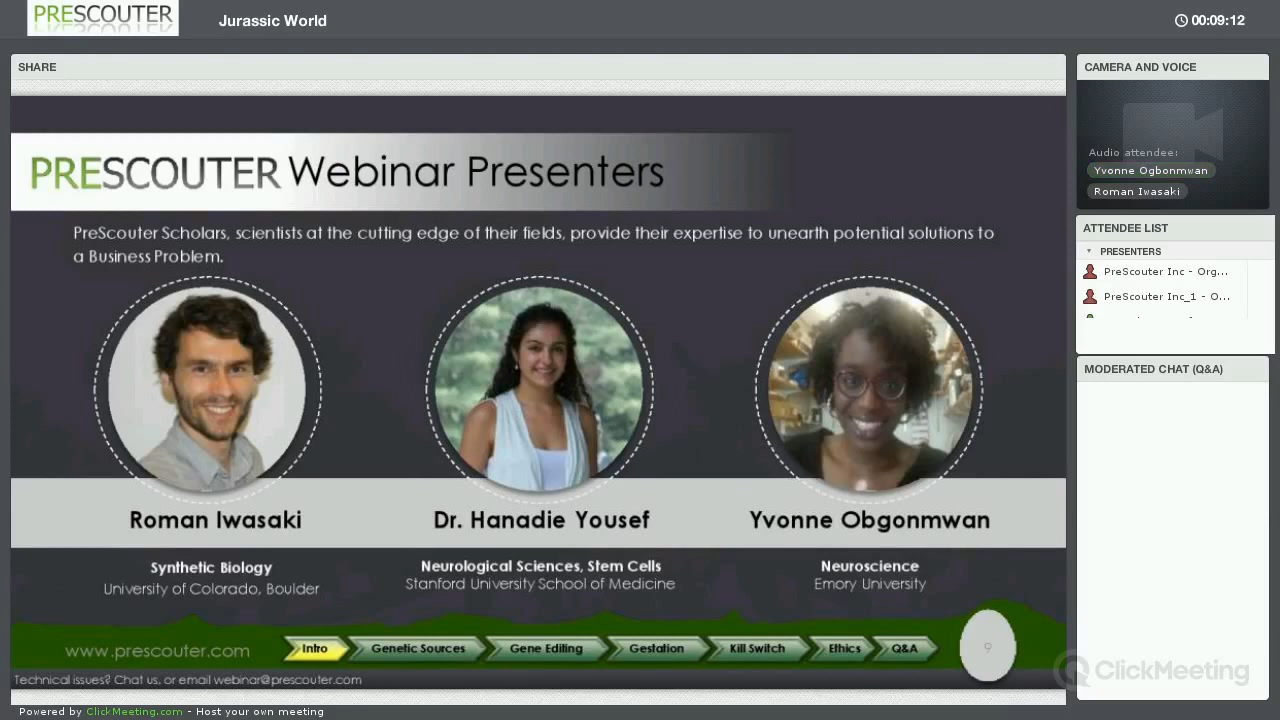 PRESCOUTER
Jurassic World
00:09:12
SHARE
PRESCOUTER Webinar Presenters
PreScouter Scholars, scientists at the cutting edge of their fields, provide their expertise to unearth potential solutions to
a Business Problem.
Roman Iwasaki
Dr. Hanadie Yousef
Yvonne Obgonmwan
Synthetic Biology
University of Colorado, Boulder
Neurological Sciences, Stem Cells
Stanford University School of Medicine
Neuroscience
Emory University
www.prescouter.com
Intro
Genetic Sources
Gene Editing
Gestation
Kill Switch
Ethics
Q&A
9
Technical issues? Chat us, or email webinar@prescouter.com
CAMERA AND VOICE
Audio attendee:
Yvonne Ogbonmwan
Roman Iwasaki
ATTENDEE LIST
PRESENTERS
PreScouter Inc - Org...
PreScouter Inc_1 - O...
MODERATED CHAT (Q&A)
ClickMeeting
Powered by ClickMeeting.com - Host your own meeting